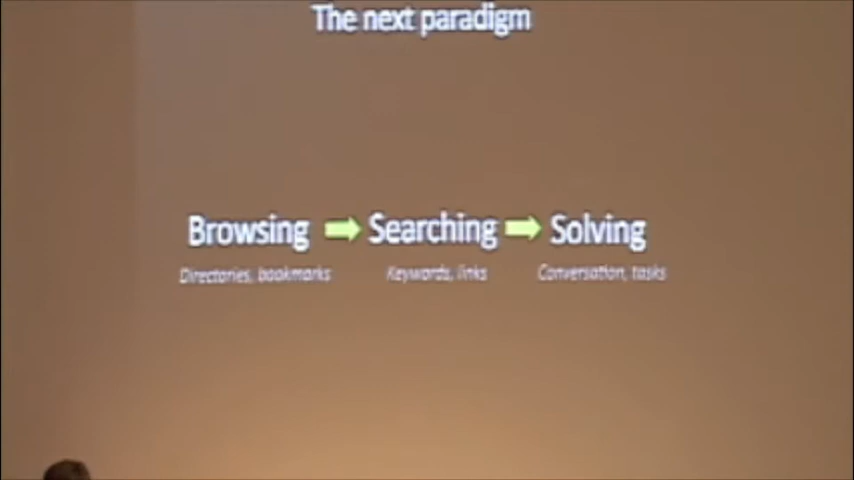 The next paradigm
Browsing Searching Solving
Directories, bookmarks Keywords, links Conversation, tasks